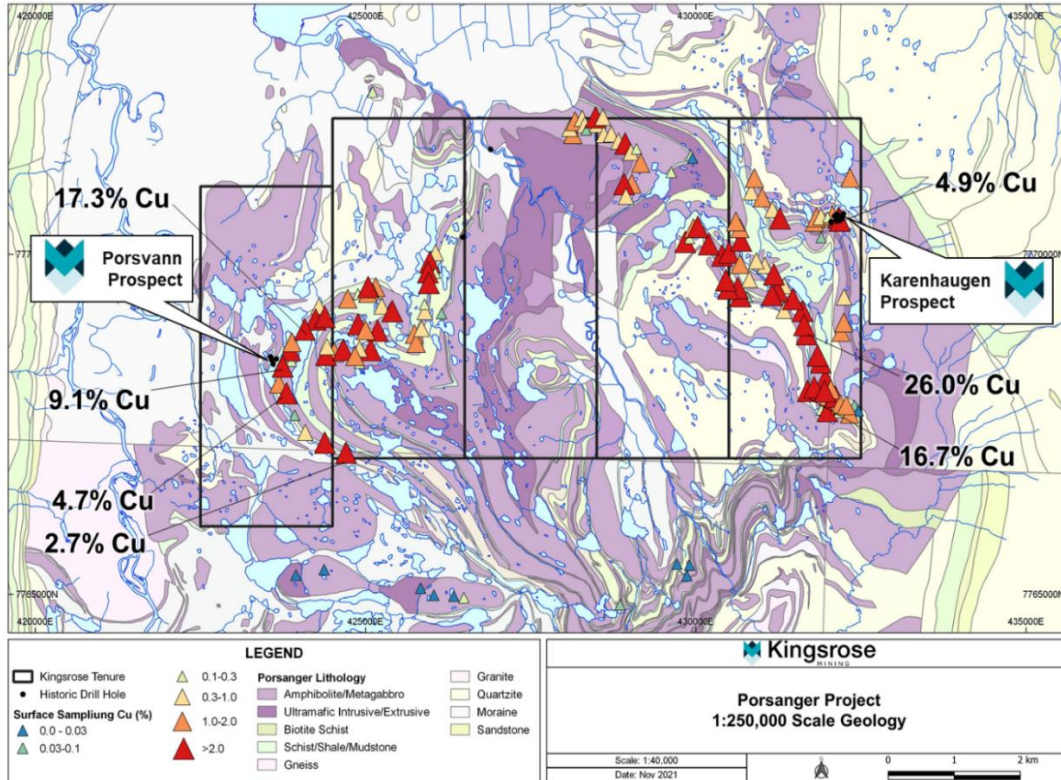 420000E
425000E
430000E
435000E
17.3% Cu
4.9% Cu
Porsvann
Prospect
Karenhaugen
Prospect
7770000N
9.1% Cu
26.0% Cu
16.7% Cu
4.7% Cu
2.7% Cu
7765000N
7765000N
420000E
425000E
430000E
435000E
LEGEND
Kingsrose Tenure
Historic Drill Hole
Surface Sampliung Cu (%)
0.0 - 0.03
0.03-0.1
0.1-0.3
0.3-1.0
1.0-2.0
>2.0
Porsanger Lithology
Amphibolite/Metagabbro
Ultramafic Intrusive/Extrusive
Biotite Schist
Schist/Shale/Mudstone
Gneiss
Granite
Quartzite
Moraine
Sandstone
Kingsrose
MINING
Porsanger Project
1:250,000 Scale Geology
Scale: 1:40,000
Date: Nov 2021
0 1 2 km